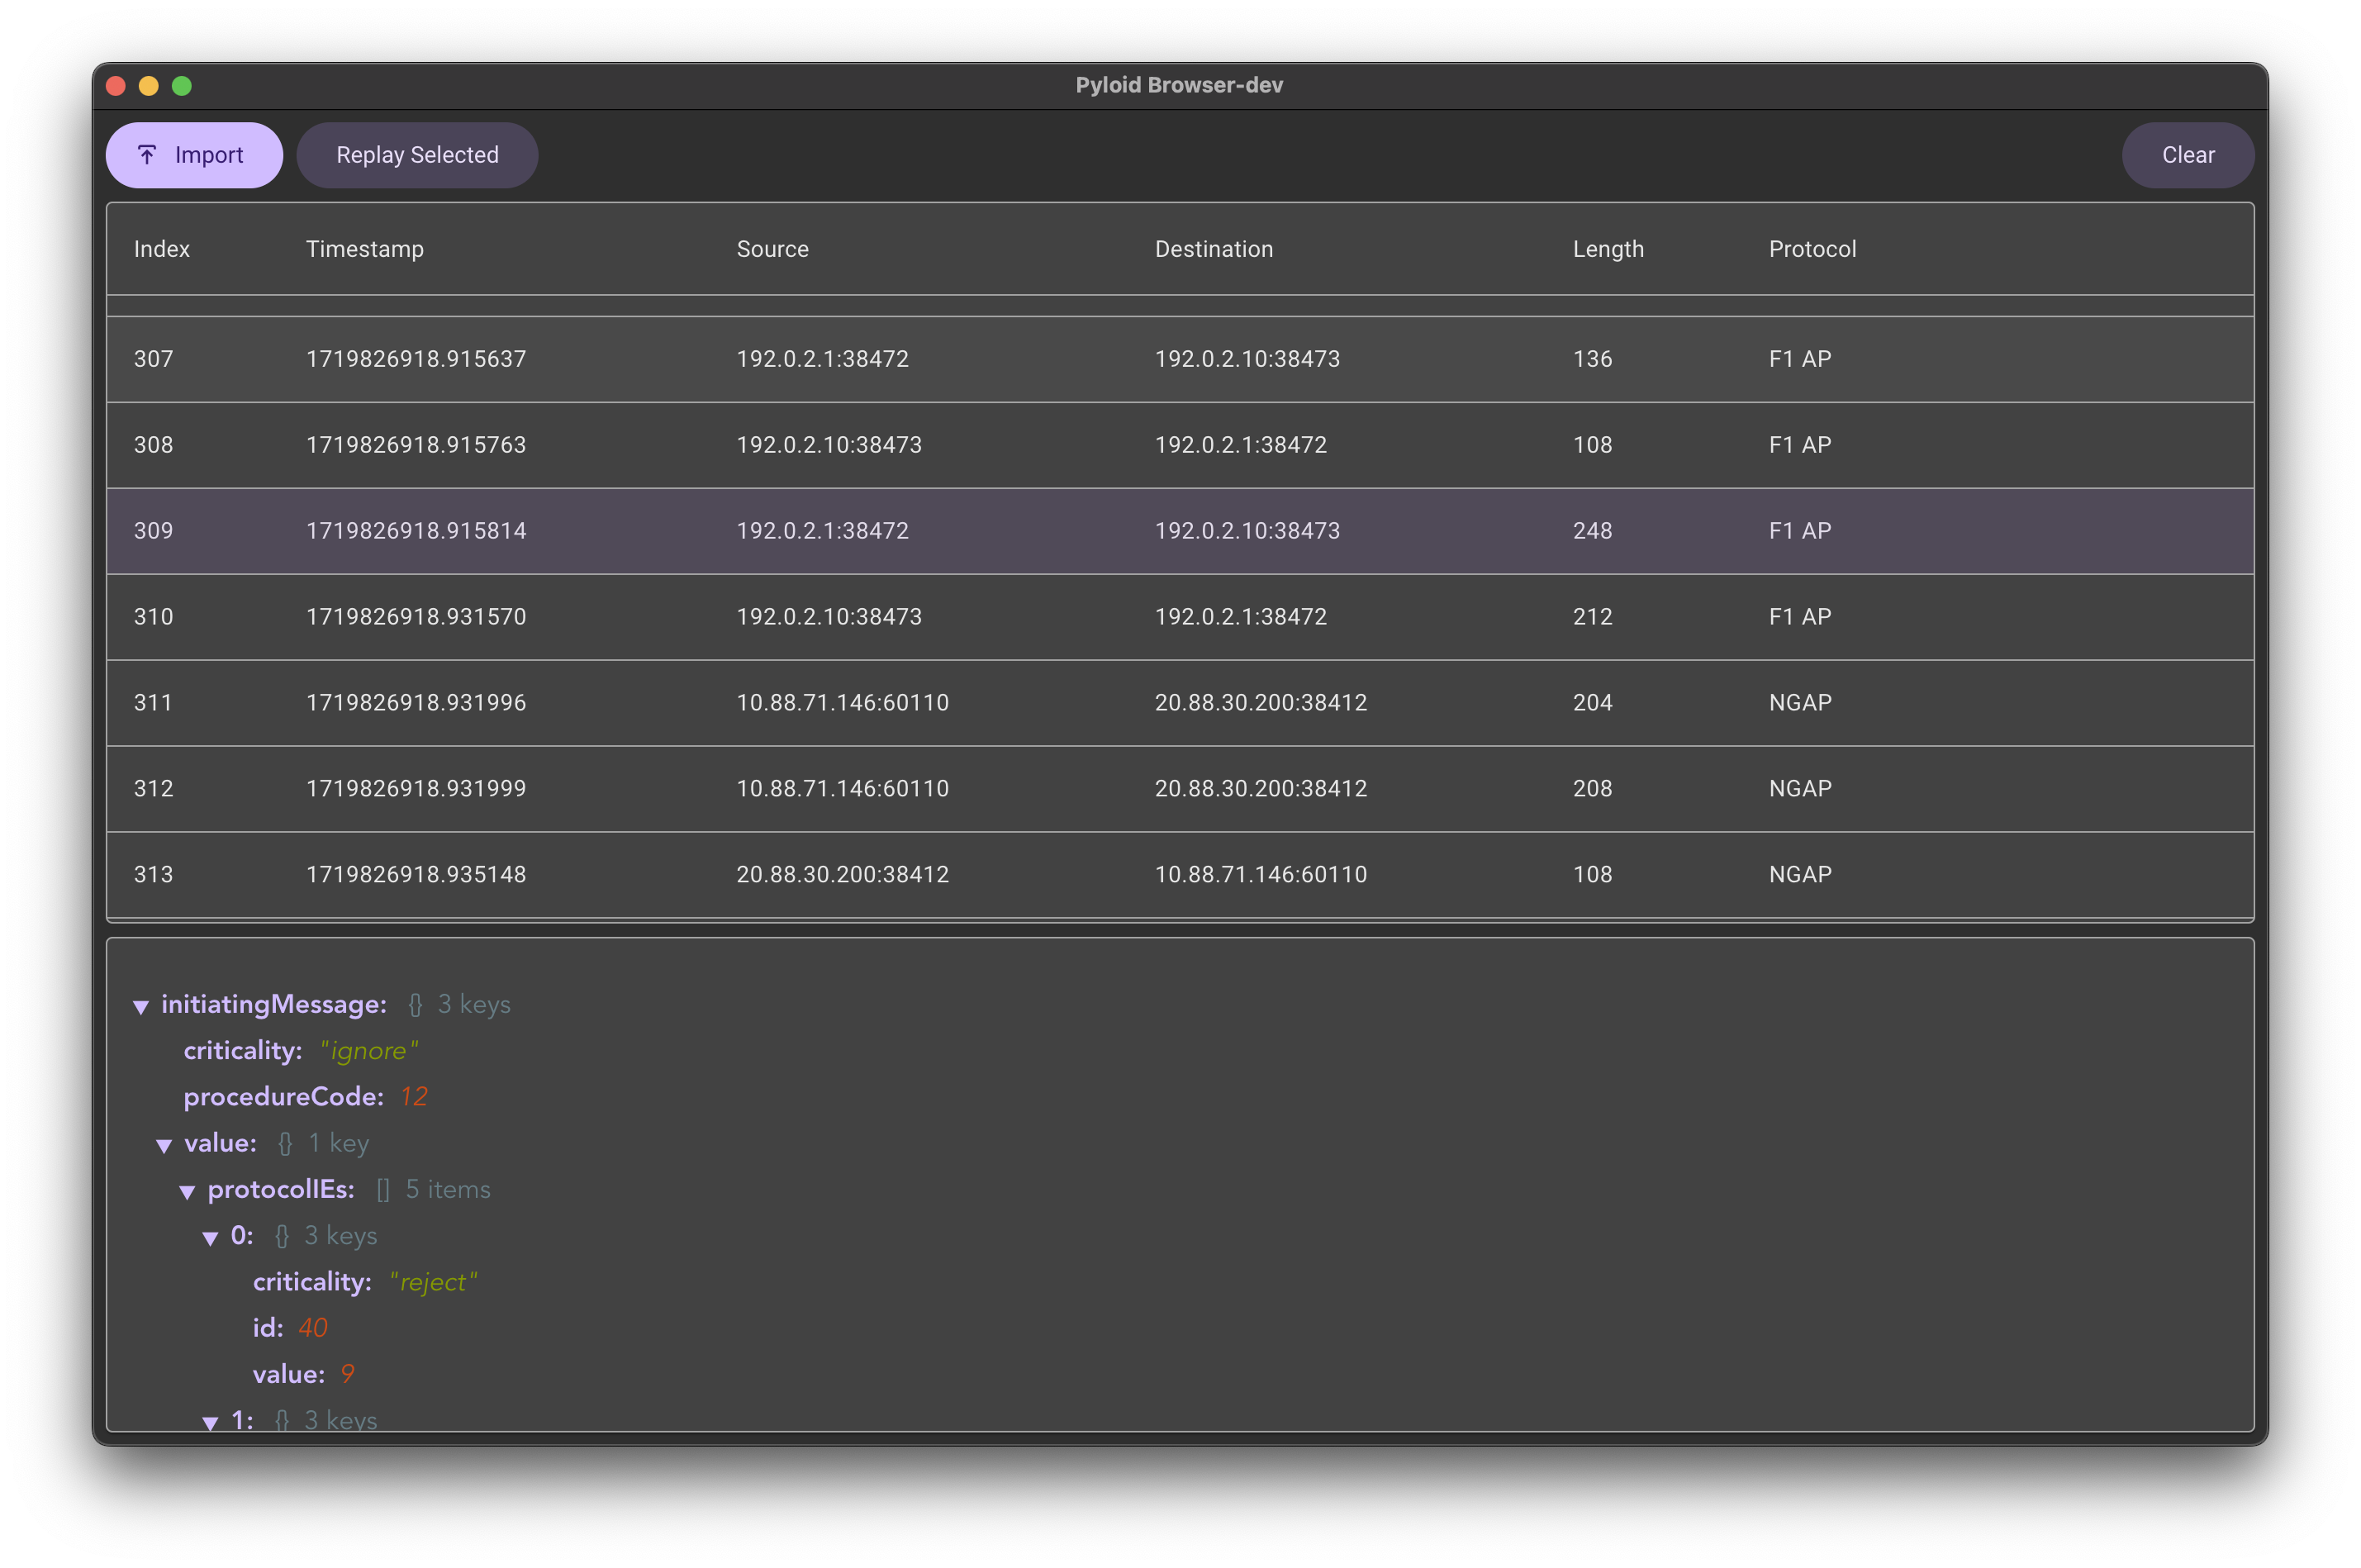 Pyloid Browser-dev
Import Replay Selected Clear
Index Timestamp Source Destination Length Protocol
307 1719826918.915637 192.0.2.1:38472 192.0.2.10:38473 136 F1 AP
308 1719826918.915763 192.0.2.10:38473 192.0.2.1:38472 108 F1 AP
309 1719826918.915814 192.0.2.1:38472 192.0.2.10:38473 248 F1 AP
310 1719826918.931570 192.0.2.10:38473 192.0.2.1:38472 212 F1 AP
311 1719826918.931996 10.88.71.146:60110 20.88.30.200:38412 204 NGAP
312 1719826918.931999 10.88.71.146:60110 20.88.30.200:38412 208 NGAP
313 1719826918.935148 20.88.30.200:38412 10.88.71.146:60110 108 NGAP
▼ initiatingMessage: {} 3 keys
criticality: "ignore"
procedureCode: 12
▼ value: {} 1 key
▼ protocolIEs: [] 5 items
▼ 0: {} 3 keys
criticality: "reject"
id: 40
value: 9
▼ 1: {} 3 keys